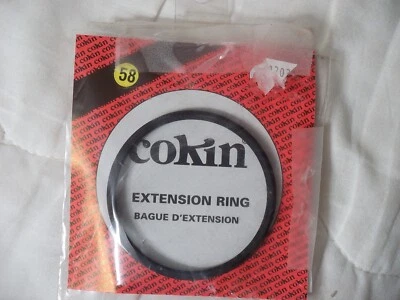 58
cokin
EXTENSION RING
BAGUE D'EXTENSION